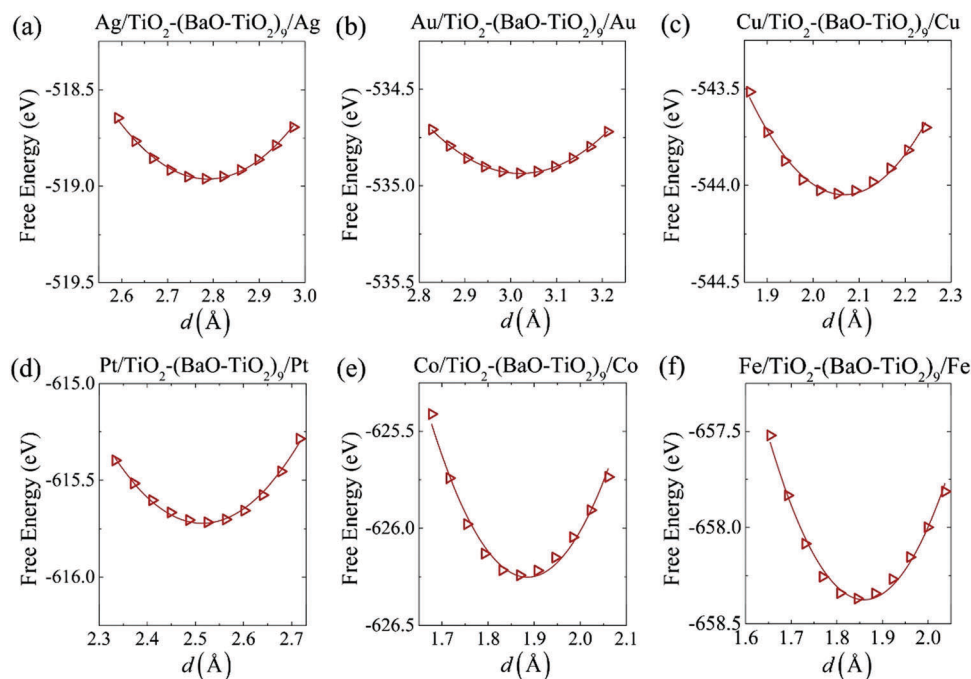 (a) Ag/TiO₂-(BaO-TiO₂)₉/Ag
Free Energy (eV)
-518.5
-519.0
-519.5
2.6 2.7 2.8 2.9 3.0
d (Å)
(b) Au/TiO₂-(BaO-TiO₂)₉/Au
Free Energy (eV)
-534.5
-535.0
-535.5
2.8 2.9 3.0 3.1 3.2
d (Å)
(c) Cu/TiO₂-(BaO-TiO₂)₉/Cu
Free Energy (eV)
-543.5
-544.0
-544.5
1.9 2.0 2.1 2.2 2.3
d (Å)
(d) Pt/TiO₂-(BaO-TiO₂)₉/Pt
Free Energy (eV)
-615.0
-615.5
-616.0
2.3 2.4 2.5 2.6 2.7
d (Å)
(e) Co/TiO₂-(BaO-TiO₂)₉/Co
Free Energy (eV)
-625.5
-626.0
-626.5
1.7 1.8 1.9 2.0 2.1
d (Å)
(f) Fe/TiO₂-(BaO-TiO₂)₉/Fe
Free Energy (eV)
-657.5
-658.0
-658.5
1.6 1.7 1.8 1.9 2.0
d (Å)